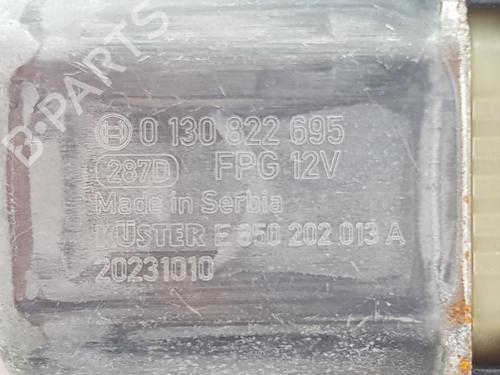 0 130 822 695
287D FPG 12V
Made in Serbia
KÜSTER E 850 202 013 A
20231010
B-PARTS